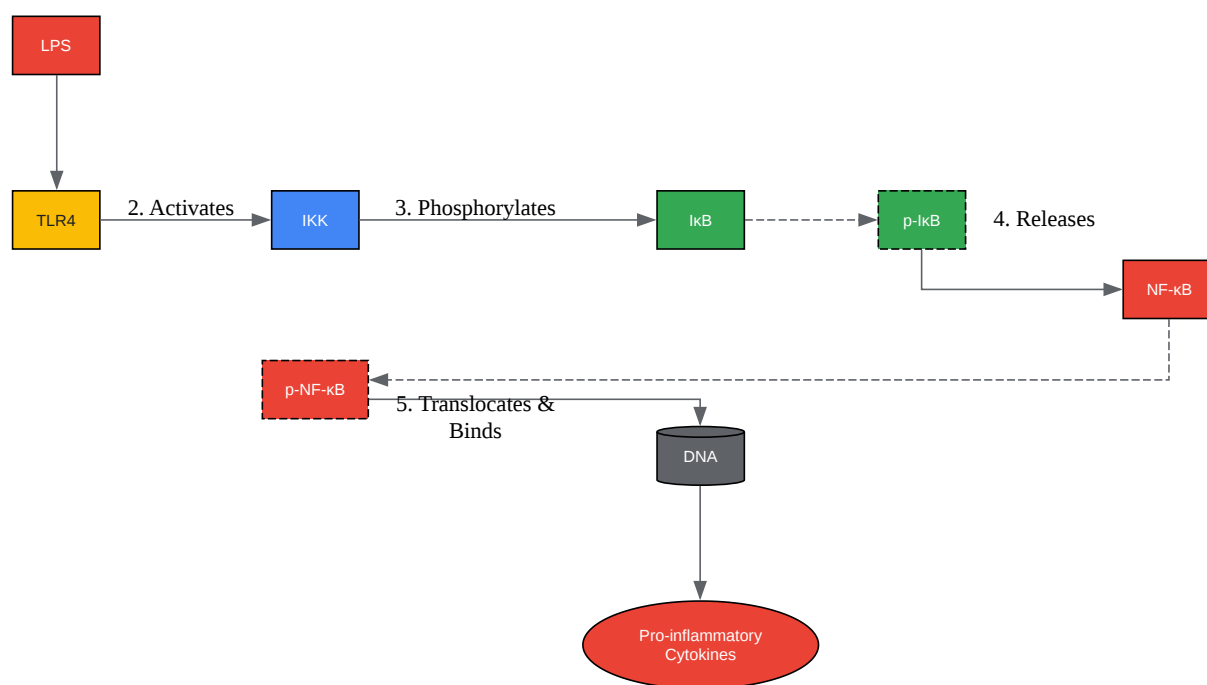 LPS
TLR4
2. Activates
IKK
3. Phosphorylates
IκB
p-IκB
4. Releases
NF-κB
p-NF-κB
5. Translocates &
Binds
DNA
Pro-inflammatory
Cytokines